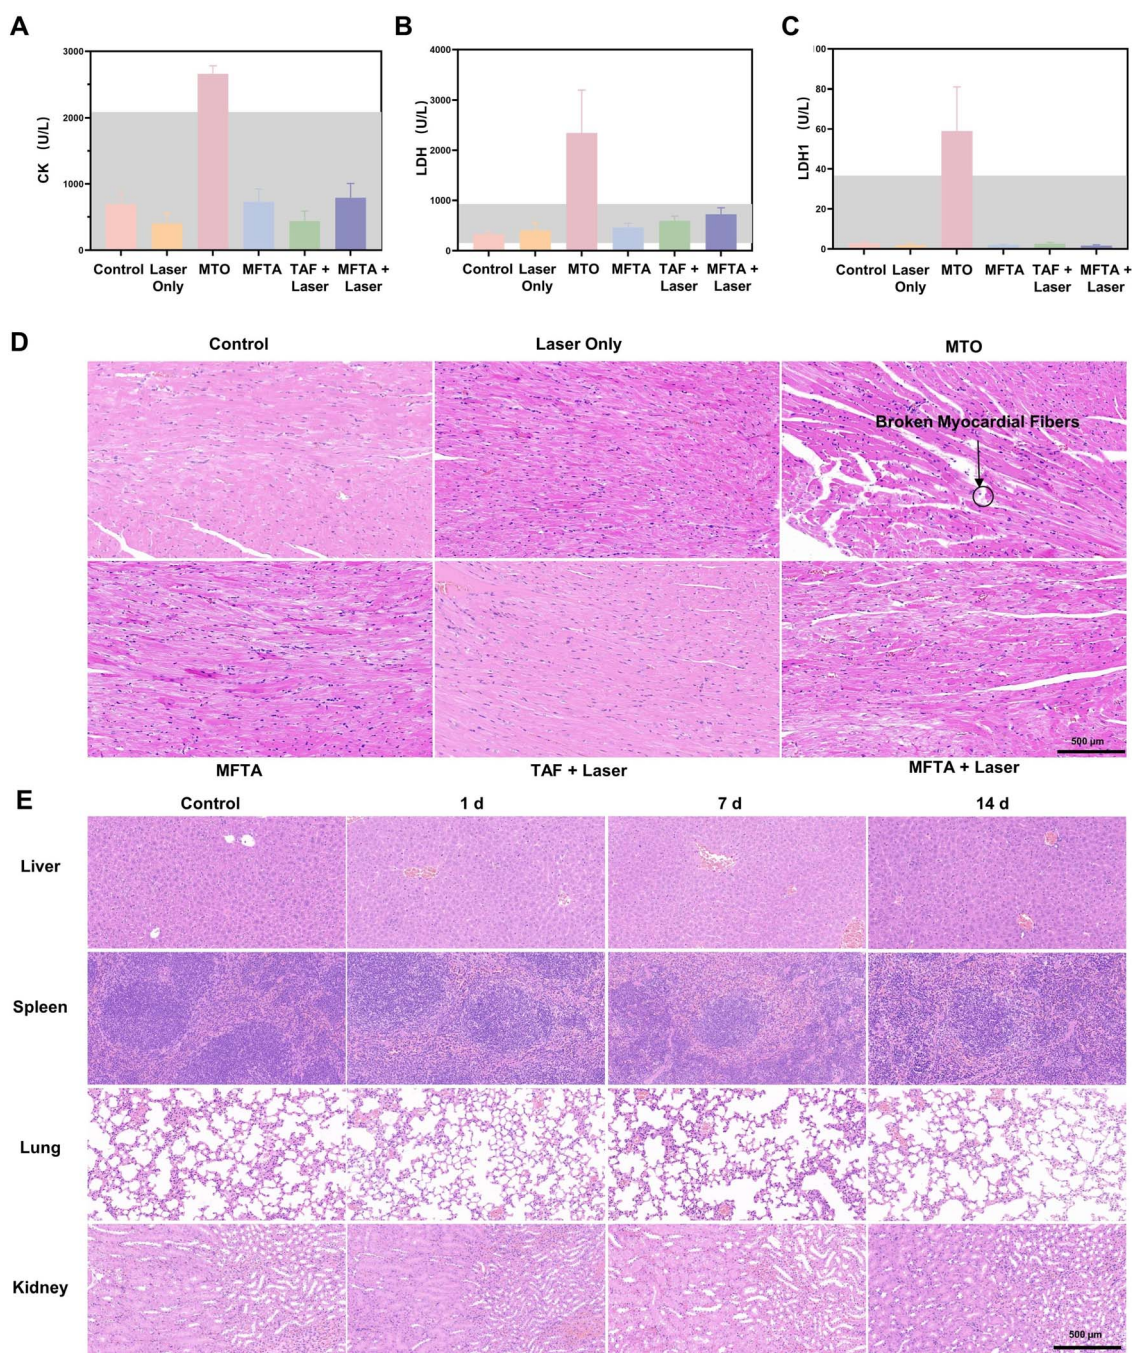 A
CK (U/L)
3000
2000
1000
0
Control
Laser Only
MTO
MFTA
TAF + Laser
MFTA + Laser
B
LDH (U/L)
4000
3000
2000
1000
0
Control
Laser Only
MTO
MFTA
TAF + Laser
MFTA + Laser
C
LDH1 (U/L)
80
60
40
20
0
Control
Laser Only
MTO
MFTA
TAF + Laser
MFTA + Laser
D
Control
Laser Only
MTO
Broken Myocardial Fibers
500 µm
MFTA
TAF + Laser
MFTA + Laser
E
Control
1 d
7 d
14 d
Liver
Spleen
Lung
Kidney
500 µm